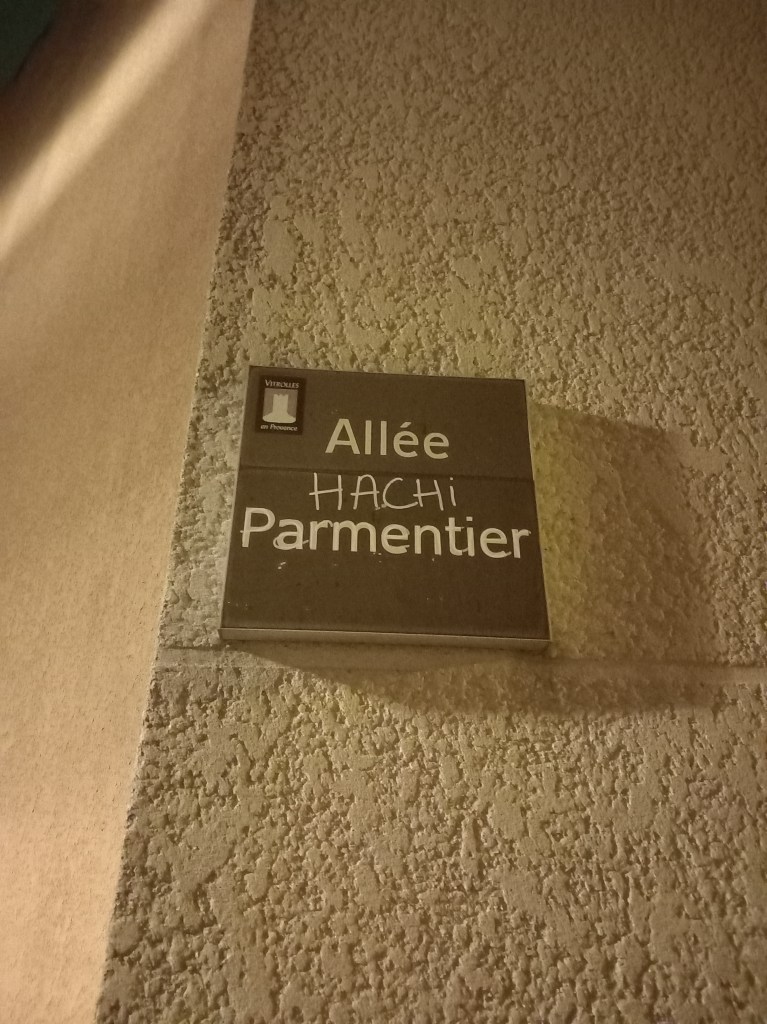 VITROLLES
en Provence
Allée
HACHi
Parmentier